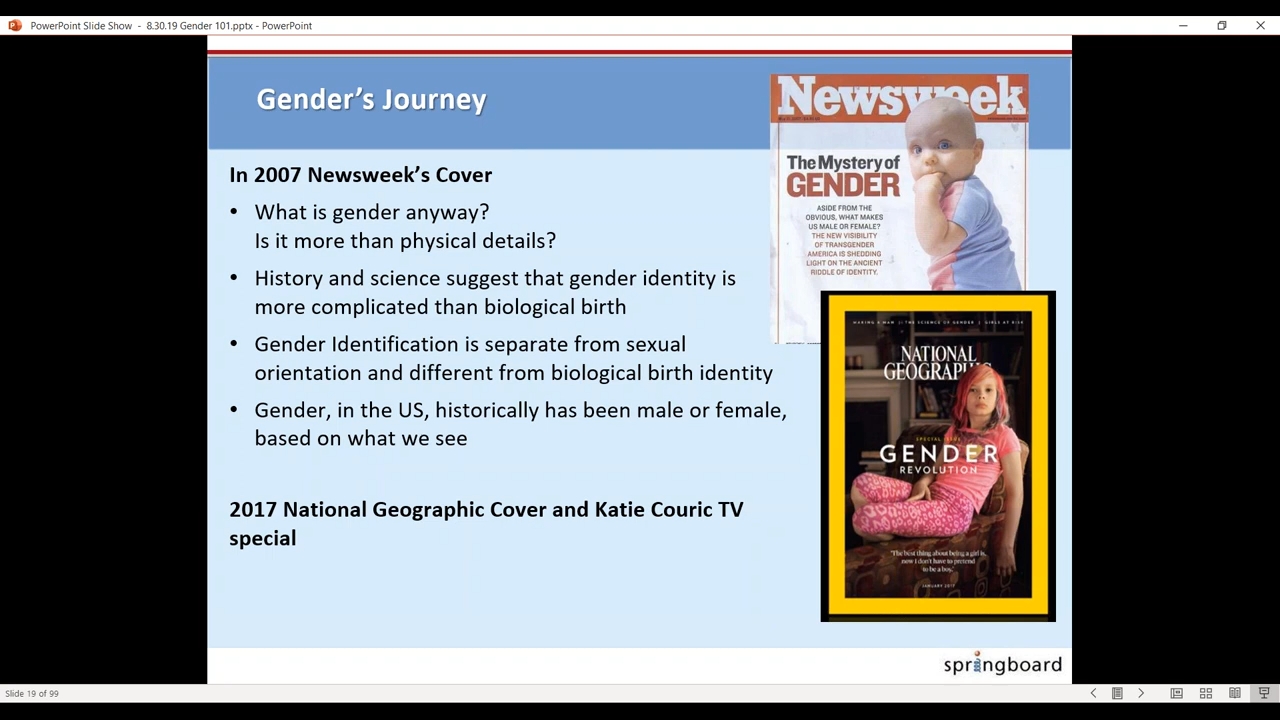 PowerPoint Slide Show - 8.30.19 Gender 101.pptx - PowerPoint
Gender's Journey
In 2007 Newsweek's Cover
• What is gender anyway?
Is it more than physical details?
• History and science suggest that gender identity is
more complicated than biological birth
• Gender Identification is separate from sexual
orientation and different from biological birth identity
• Gender, in the US, historically has been male or female,
based on what we see
2017 National Geographic Cover and Katie Couric TV
special
Newsweek
The Mystery of
GENDER
ASIDE FROM THE
OBVIOUS, WHAT MAKES
US MALE OR FEMALE?
THE NEW VISIBILITY
OF TRANSGENDER
AMERICA IS SHEDDING
LIGHT ON THE ANCIENT
RIDDLE OF IDENTITY.
MAKING A MAN | THE SCIENCE OF GENDER | GIRLS AT RISK
NATIONAL
GEOGRAPHIC
SPECIAL ISSUE
GENDER
REVOLUTION
"The best thing about being a girl is,
now I don't have to pretend
to be a boy."
JANUARY 2017
springboard
Slide 19 of 99